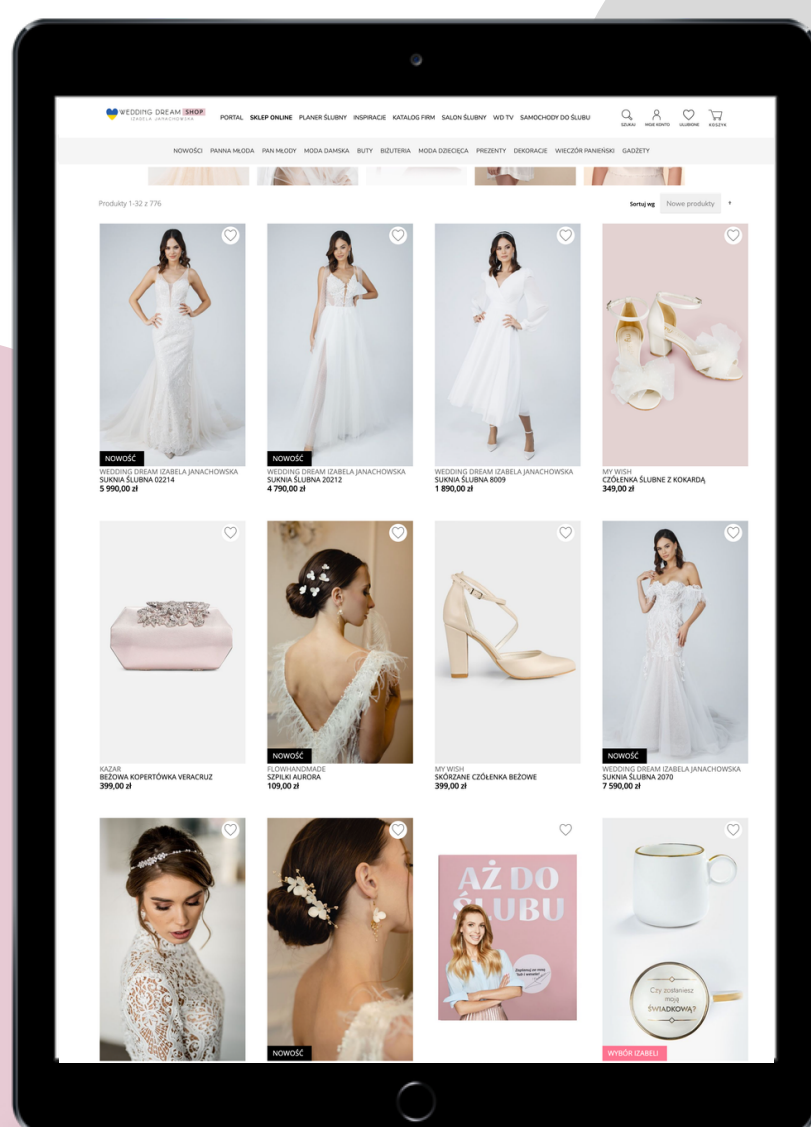 WEDDING DREAM SHOP
IZABELA JANACHOWSKA
PORTAL SKLEP ONLINE PLANER ŚLUBNY INSPIRACJE KATALOG FIRM SALON ŚLUBNY WD TV SAMOCHODY DO ŚLUBU
SZUKAJ MOJE KONTO ULUBIONE KOSZYK
NOWOŚCI PANNA MŁODA PAN MŁODY MODA DAMSKA BUTY BIŻUTERIA MODA DZIECIĘCA PREZENTY DEKORACJE WIECZÓR PANIEŃSKI GADŻETY
Produkty 1-32 z 776
Sortuj wg Nowe produkty
NOWOŚĆ
WEDDING DREAM IZABELA JANACHOWSKA
SUKNIA ŚLUBNA 02214
5 990,00 zł
NOWOŚĆ
WEDDING DREAM IZABELA JANACHOWSKA
SUKNIA ŚLUBNA 20212
4 790,00 zł
WEDDING DREAM IZABELA JANACHOWSKA
SUKNIA ŚLUBNA 8009
1 890,00 zł
MY WISH
CZÓŁENKA ŚLUBNE Z KOKARDĄ
349,00 zł
KAZAR
BEŻOWA KOPERTÓWKA VERACRUZ
399,00 zł
NOWOŚĆ
FLOWHANDMADE
SZPILKI AURORA
109,00 zł
MY WISH
SKÓRZANE CZÓŁENKA BEŻOWE
399,00 zł
NOWOŚĆ
WEDDING DREAM IZABELA JANACHOWSKA
SUKNIA ŚLUBNA 2070
7 590,00 zł
NOWOŚĆ
AŻ DO
ŚLUBU
Czy zostaniesz
moją
ŚWIADKOWĄ?
WYBÓR IZABELI